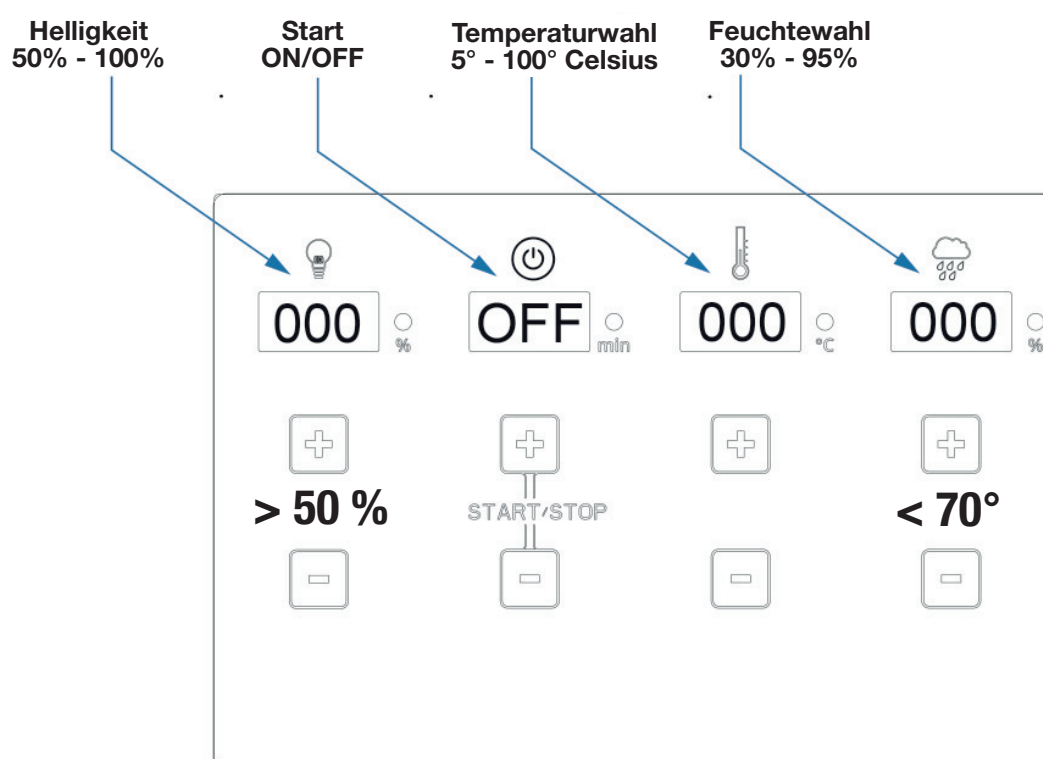 Helligkeit
50% - 100%
Start
ON/OFF
Temperaturwahl
5° - 100° Celsius
Feuchtewahl
30% - 95%
000
%
OFF
min
000
°C
000
%
> 50 %
START/STOP
< 70°